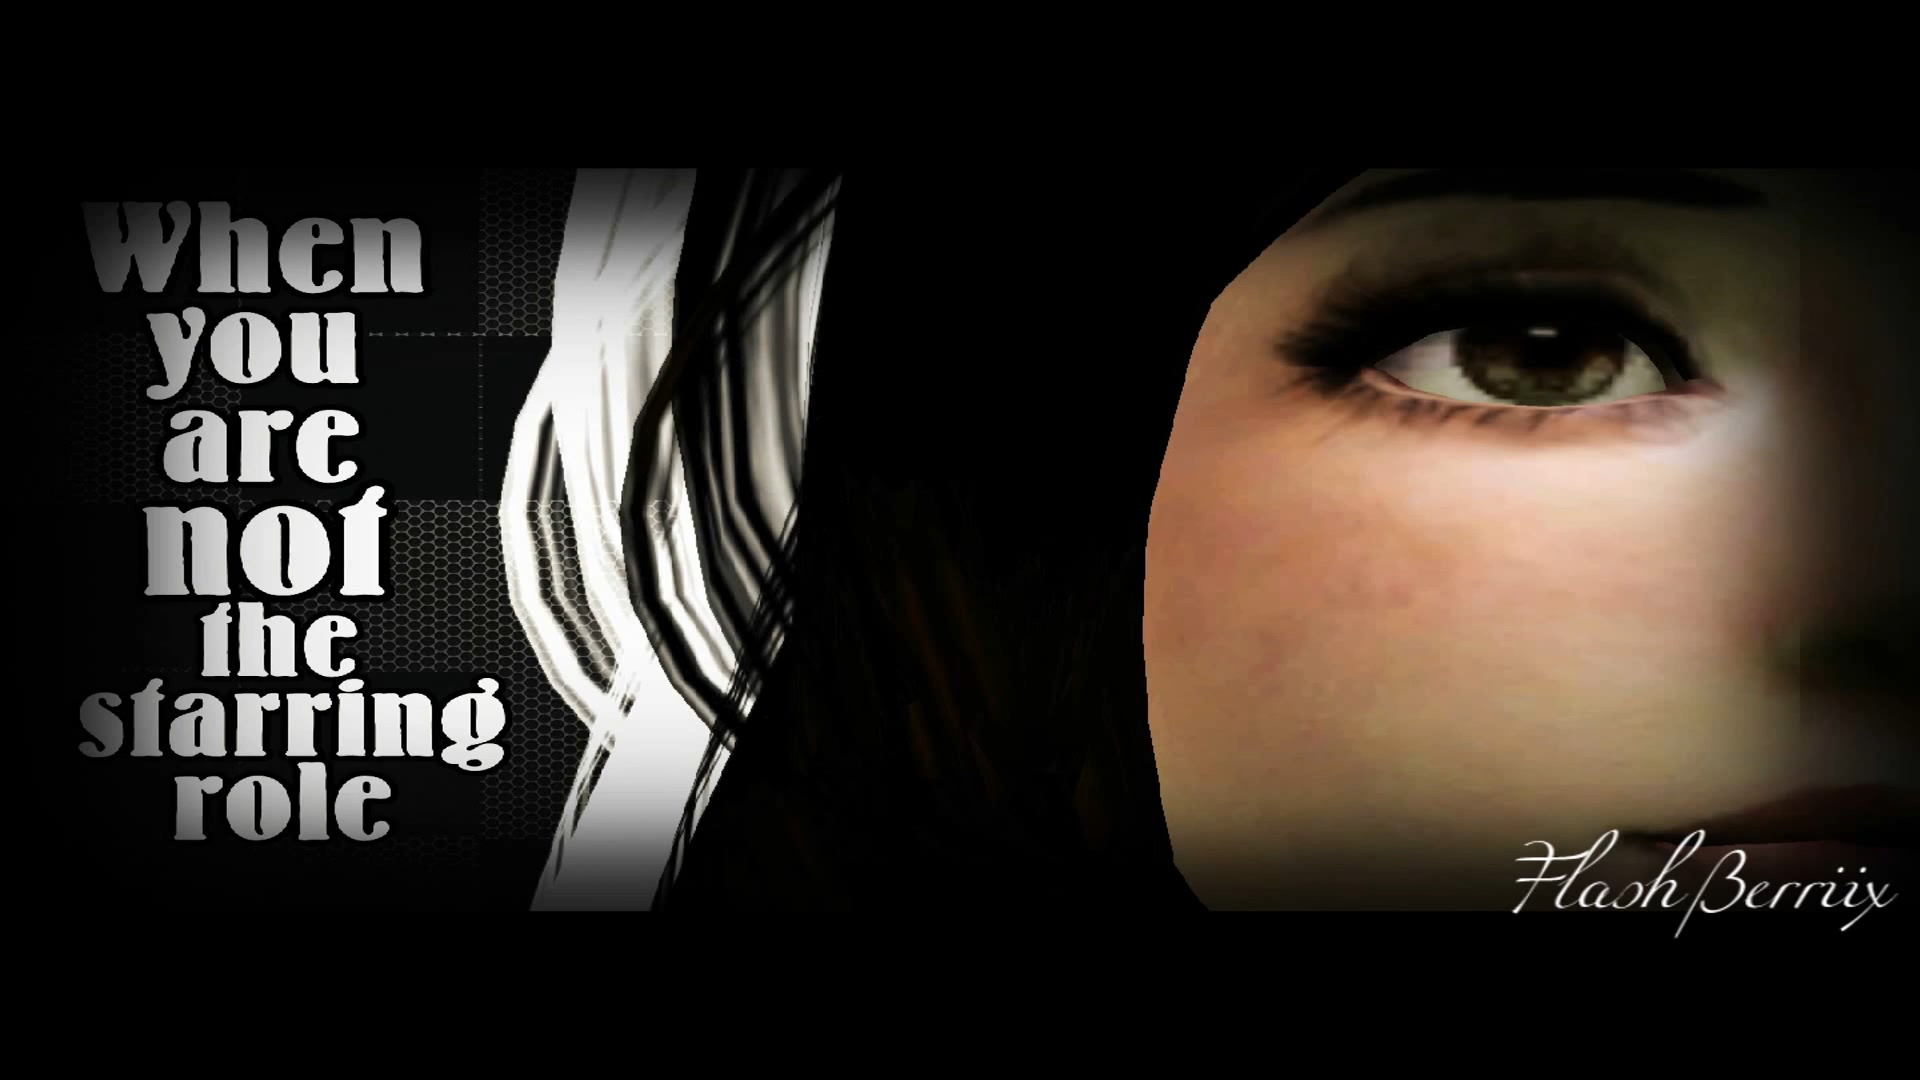 When
you
are
not
the
starring
role
FlashBerriix